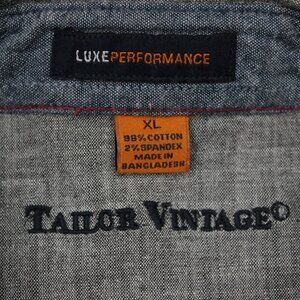 LUXEPERFORMANCE
XL
98% COTTON
2% SPANDEX
MADE IN
BANGLADESH
TAILOR VINTAGE©